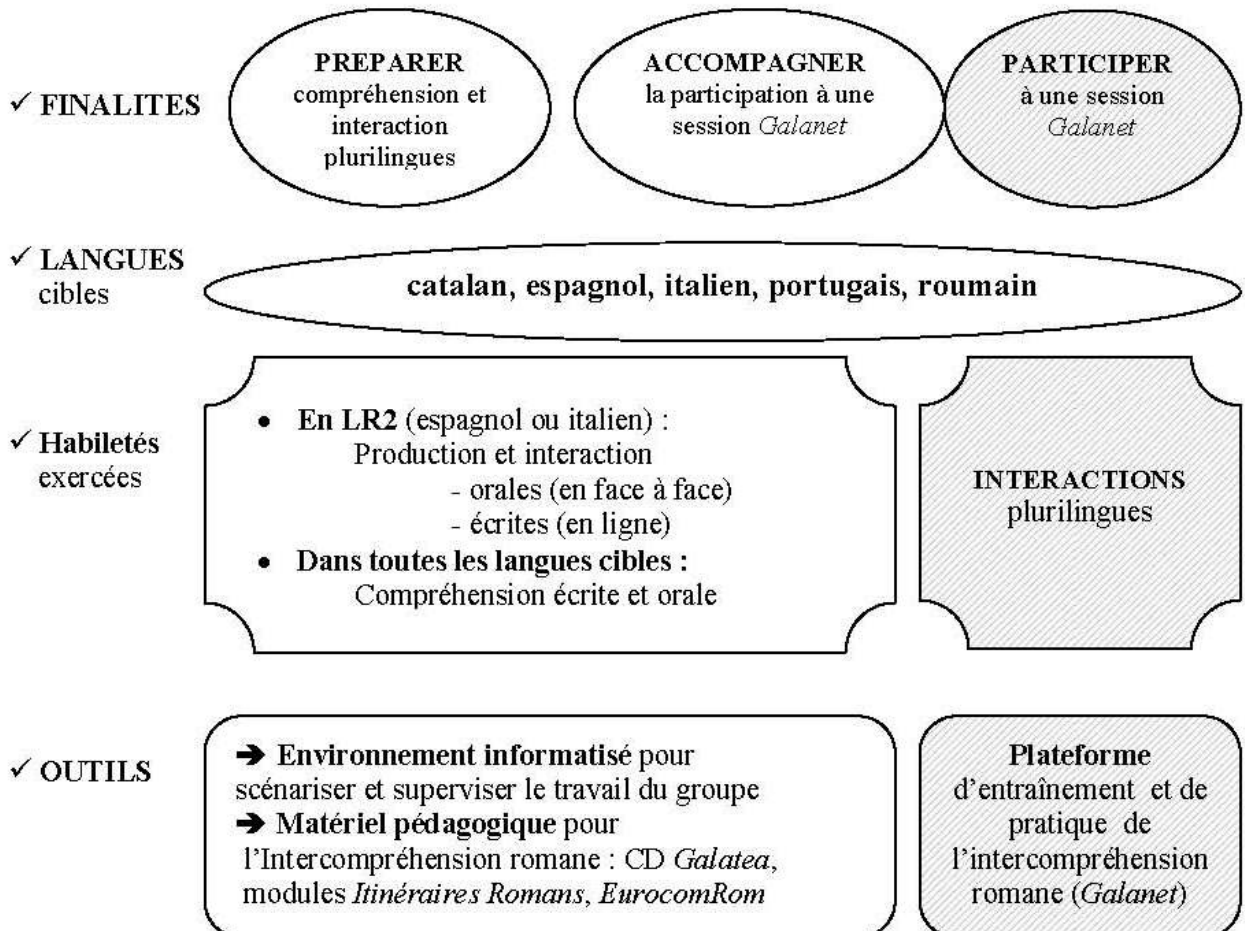 ✓ FINALITES
PREPARER
compréhension et
interaction
plurilingues
ACCOMPAGNER
la participation à une
session Galanet
PARTICIPER
à une session
Galanet
✓ LANGUES
cibles
catalan, espagnol, italien, portugais, roumain
✓ Habiletés
exercées
• En LR2 (espagnol ou italien) :
Production et interaction
- orales (en face à face)
- écrites (en ligne)
• Dans toutes les langues cibles :
Compréhension écrite et orale
INTERACTIONS
plurilingues
✓ OUTILS
➔ Environnement informatisé pour
scénariser et superviser le travail du groupe
➔ Matériel pédagogique pour
l'Intercompréhension romane : CD Galatea,
modules Itinéraires Romans, EurocomRom
Plateforme
d'entraînement et de
pratique de
l'intercompréhension
romane (Galanet)